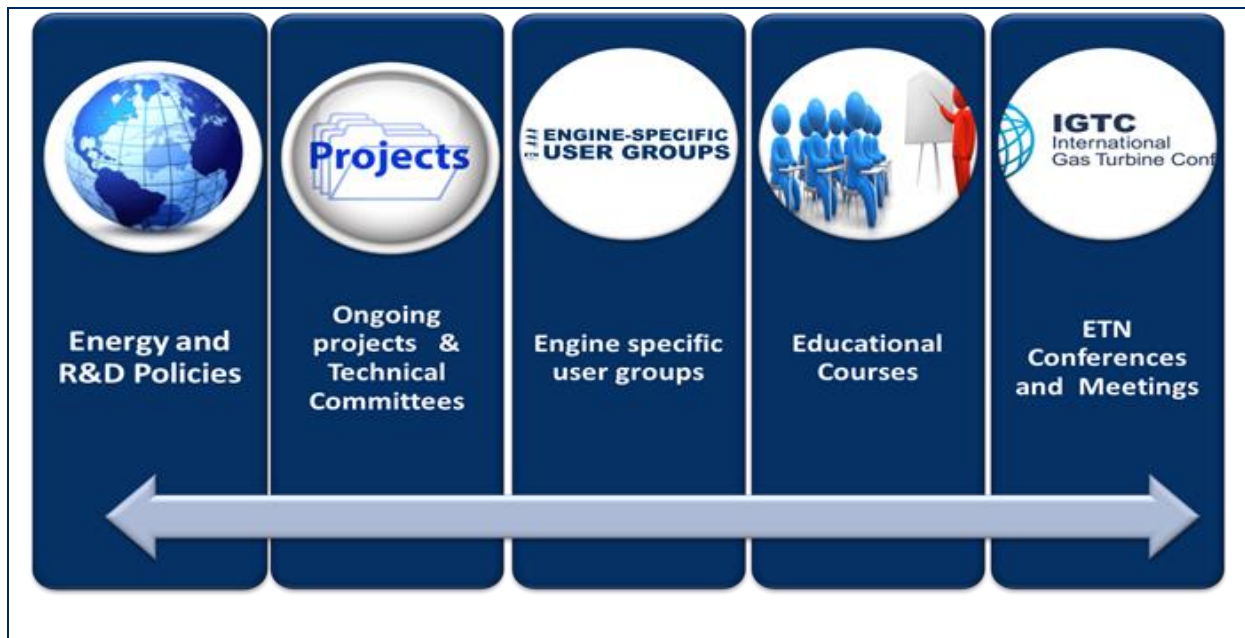 Projects
ETN
ENGINE-SPECIFIC
USER GROUPS
IGTC
International
Gas Turbine Conf
Energy and
R&D Policies
Ongoing
projects &
Technical
Committees
Engine specific
user groups
Educational
Courses
ETN
Conferences
and Meetings